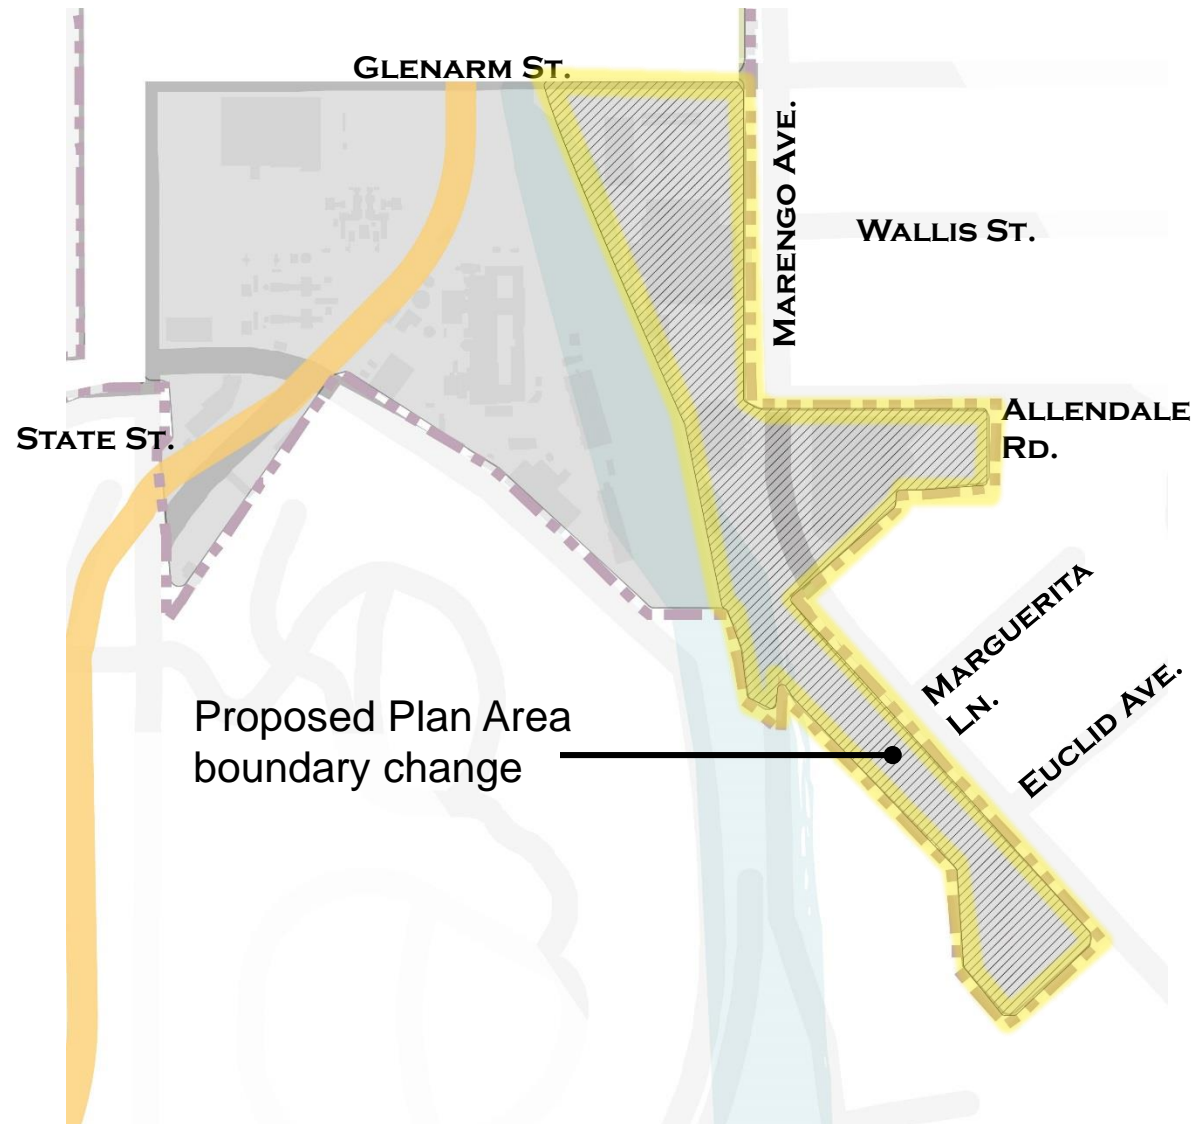 GLENARM ST.
MARENGO AVE.
WALLIS ST.
ALLENDALE
RD.
STATE ST.
MARGUERITA
LN.
EUCLID AVE.
Proposed Plan Area
boundary change